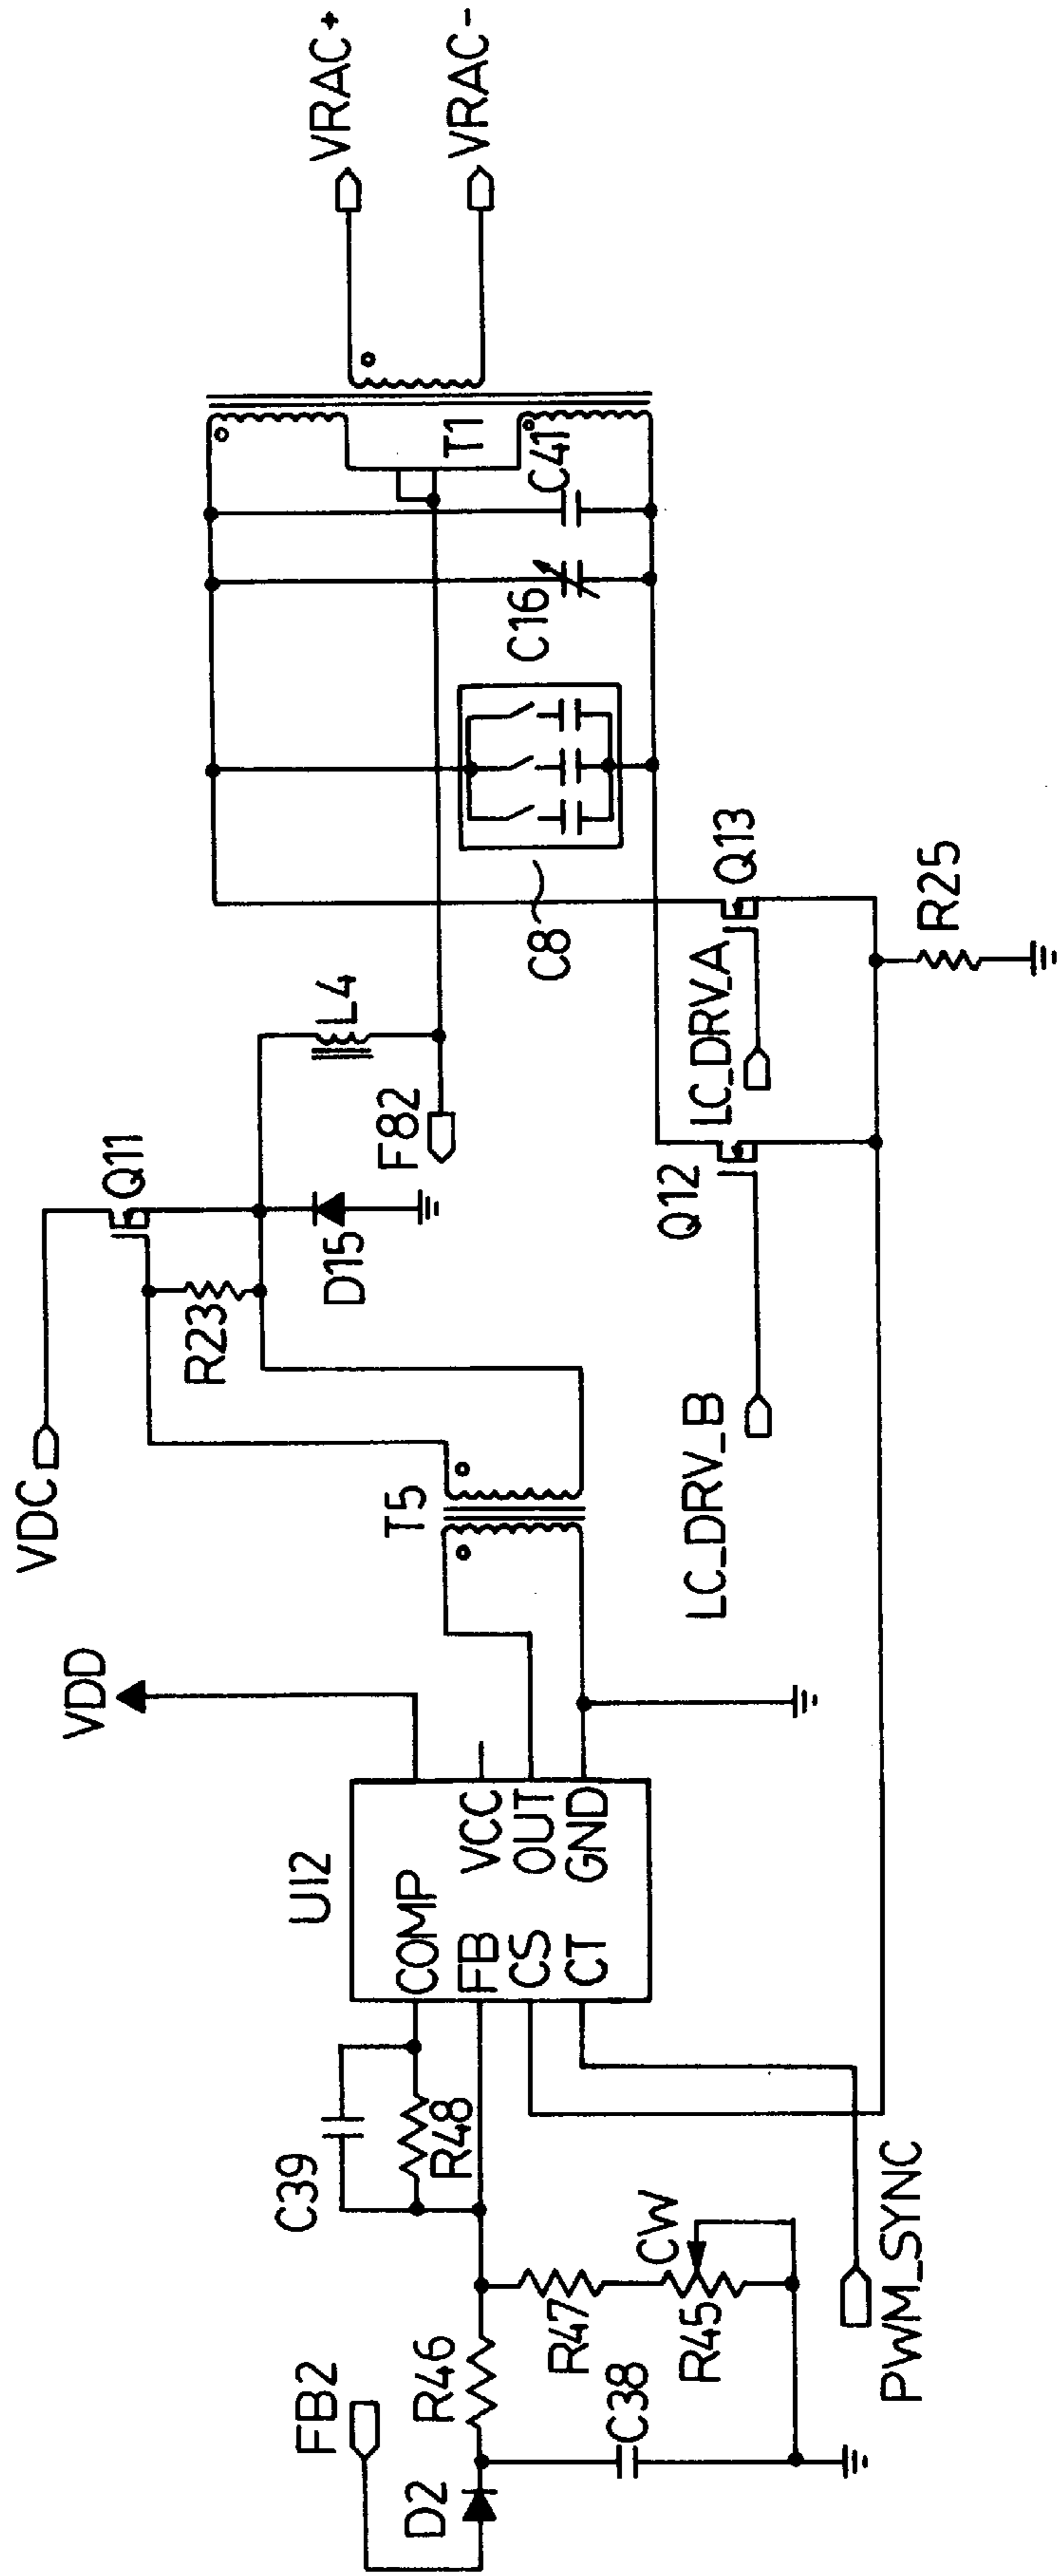 VRAC+
VRAC-
T1
C41
C16
C8
Q13
R25
LC_DRV_A
L4
F82
Q11
Q12
D15
R23
VDC
LC_DRV_B
T5
VDD
U12
COMP
VCC
FB
OUT
CS
GND
CT
C39
R48
CW
R47
R45
PWM_SYNC
R46
C38
FB2
D2